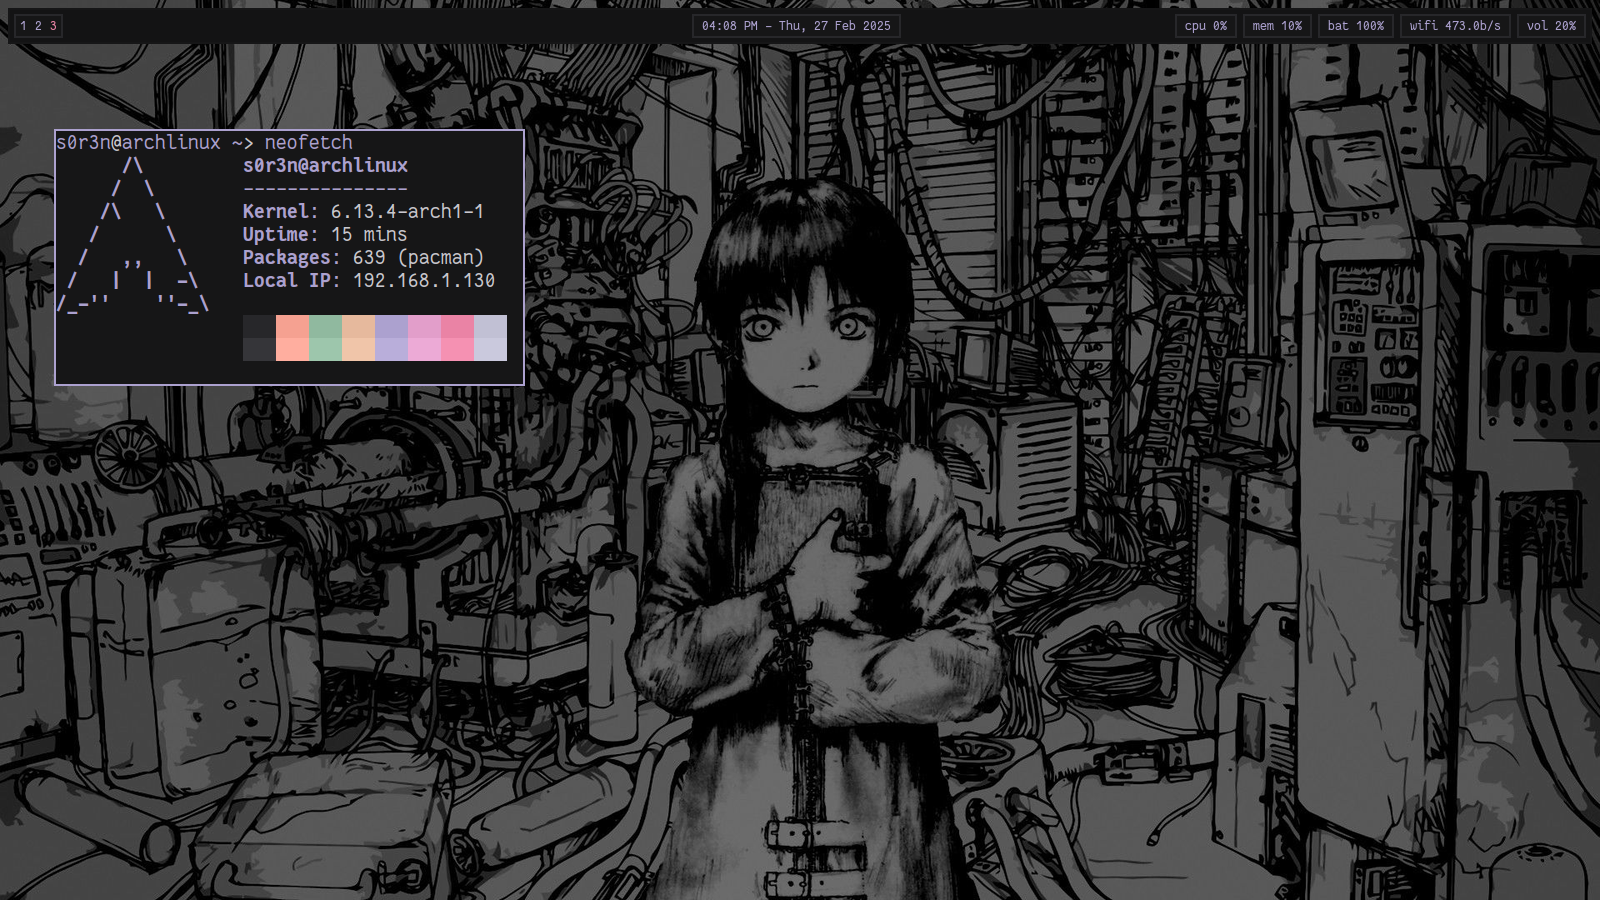 1 2 3
04:08 PM – Thu, 27 Feb 2025
cpu 0% mem 10% bat 100% wifi 473.0b/s vol 20%
s0r3n@archlinux ~> neofetch
s0r3n@archlinux
---------------
Kernel: 6.13.4-arch1-1
Uptime: 15 mins
Packages: 639 (pacman)
Local IP: 192.168.1.130